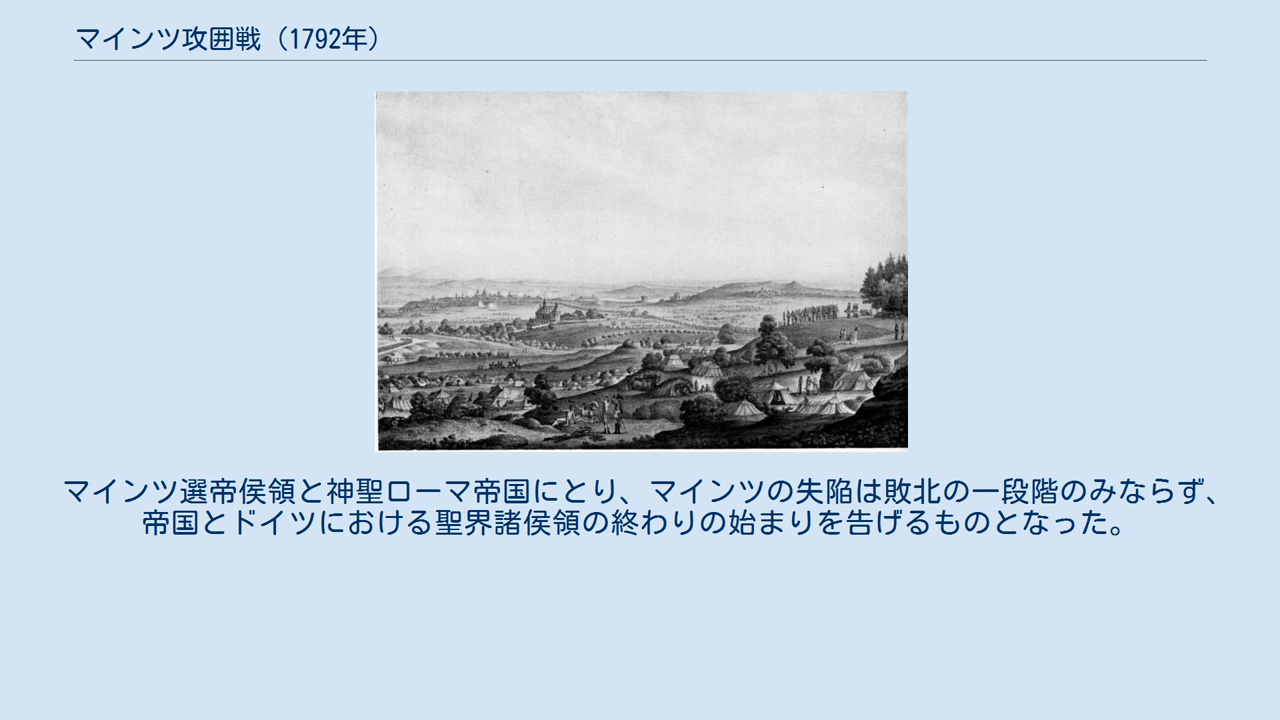 マインツ攻囲戦（1792年）
マインツ選帝侯領と神聖ローマ帝国にとり、マインツの失陥は敗北の一段階のみならず、
帝国とドイツにおける聖界諸侯領の終わりの始まりを告げるものとなった。